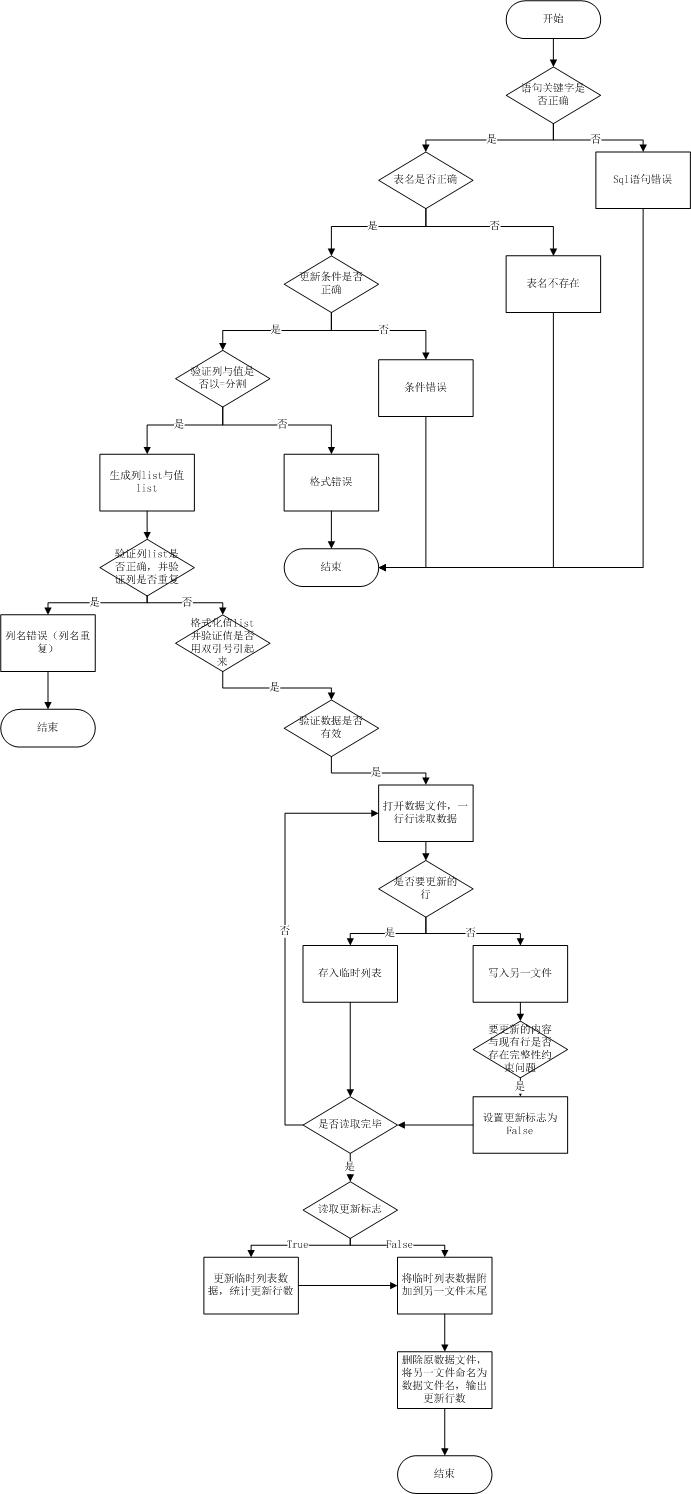 开始
语句关键字是
否正确
是
否
表名是否正确
Sql语句错误
是
否
更新条件是否
正确
表名不存在
是
否
验证列与值是
否以=分割
条件错误
是
否
生成列list与值
list
格式错误
验证列list是
否正确，并验
证列是否重复
结束
是
否
列名错误（列名重
复）
格式化值list
并验证值是否
用双引号引起
来
是
结束
验证数据是否
有效
是
打开数据文件，一
行行读取数据
是否要更新的
行
否
是
否
存入临时列表
写入另一文件
要更新的内容
与现有行是否
存在完整性约
束问题
是
是否读取完毕
设置更新标志为
False
是
读取更新标志
True
False
更新临时列表数
据，统计更新行数
将临时列表数据附
加到另一文件末尾
删除原数据文件，
将另一文件命名为
数据文件名，输出
更新行数
结束